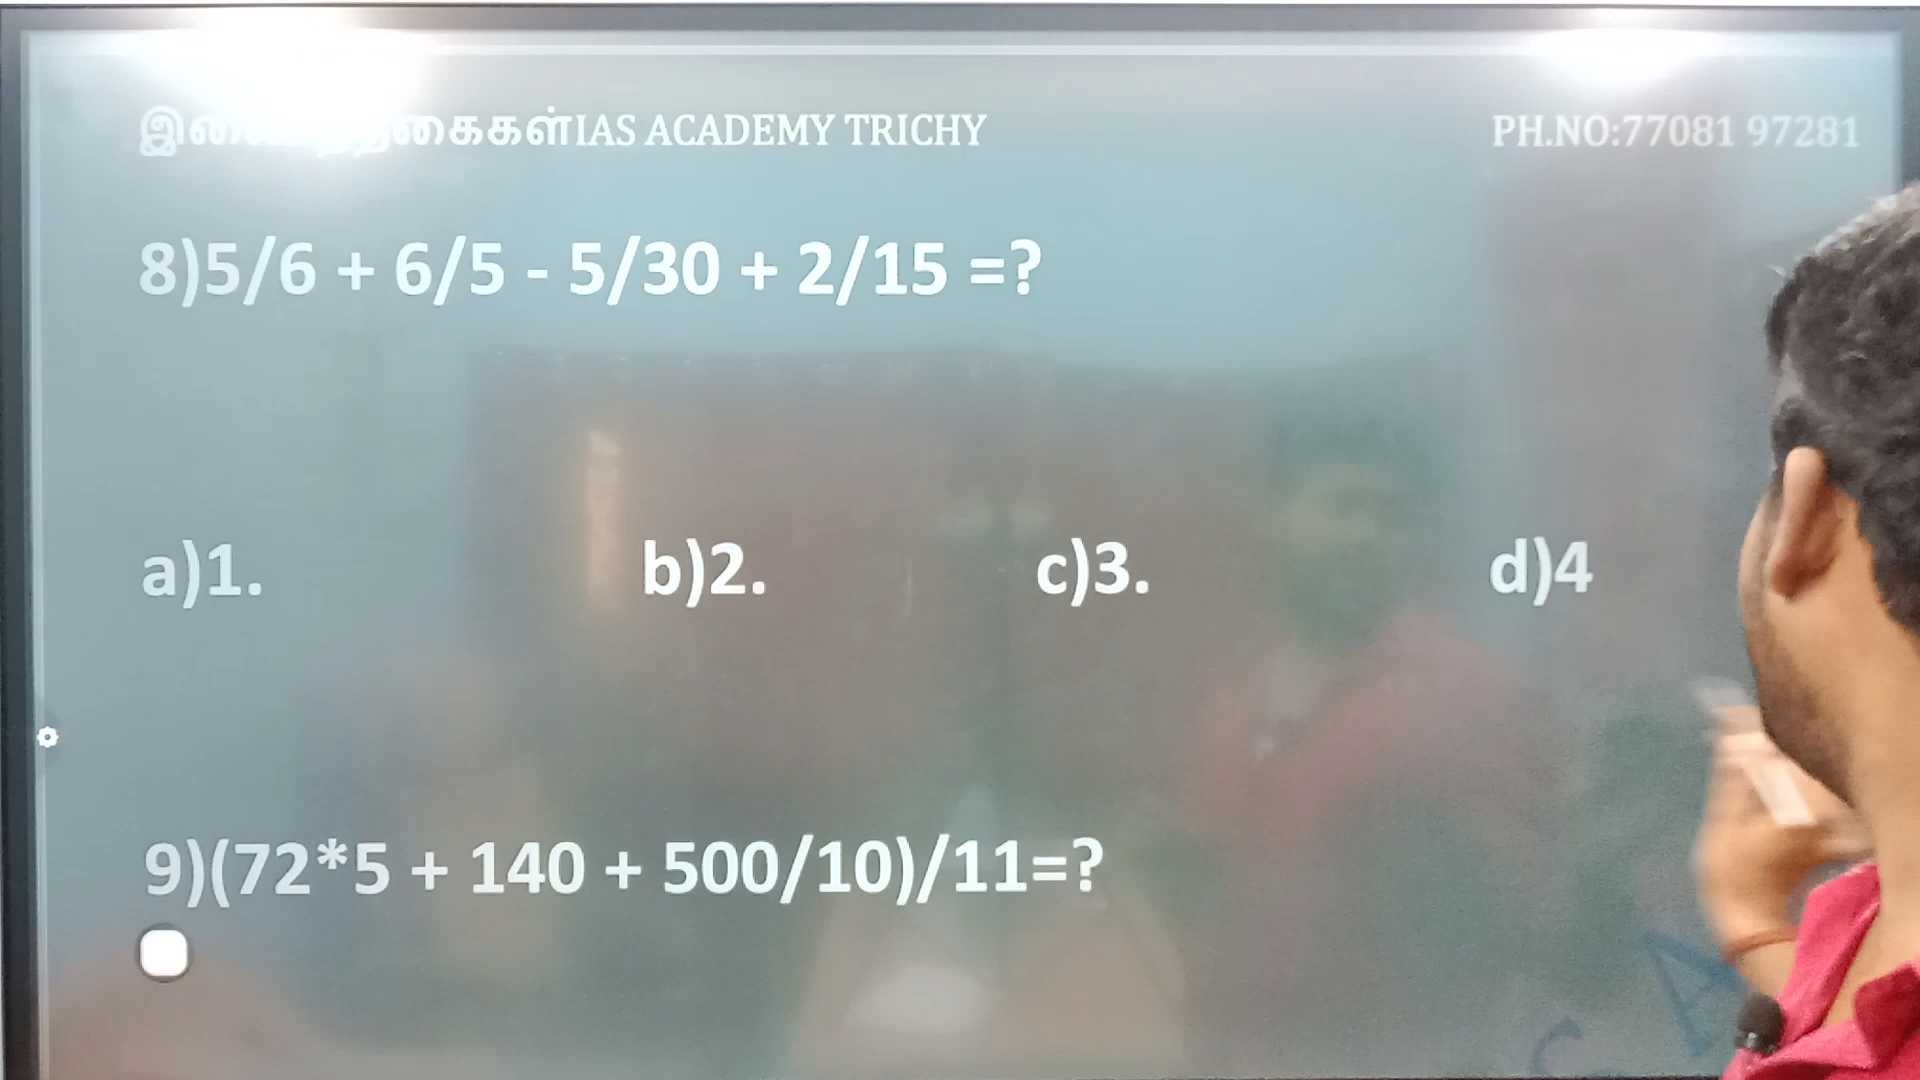 IAS ACADEMY TRICHY PH.NO:77081 97281
8)5/6 + 6/5 - 5/30 + 2/15 =?
a)1. b)2. c)3. d)4
9)(72*5 + 140 + 500/10)/11=?